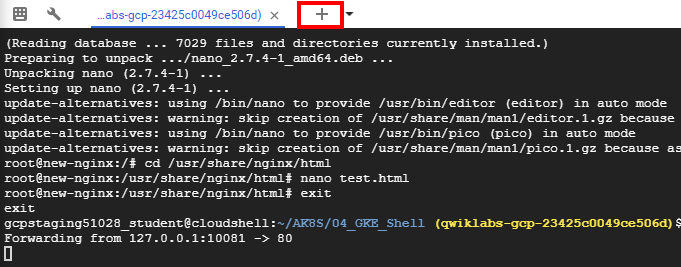 ...abs-gcp-23425c0049ce506d) × +
(Reading database ... 7029 files and directories currently installed.)
Preparing to unpack .../nano_2.7.4-1_amd64.deb ...
Unpacking nano (2.7.4-1) ...
Setting up nano (2.7.4-1) ...
update-alternatives: using /bin/nano to provide /usr/bin/editor (editor) in auto mode
update-alternatives: warning: skip creation of /usr/share/man/man1/editor.1.gz because
update-alternatives: using /bin/nano to provide /usr/bin/pico (pico) in auto mode
update-alternatives: warning: skip creation of /usr/share/man/man1/pico.1.gz because as
root@new-nginx:/# cd /usr/share/nginx/html
root@new-nginx:/usr/share/nginx/html# nano test.html
root@new-nginx:/usr/share/nginx/html# exit
exit
gcpstaging51028_student@cloudshell:~/AK8S/04_GKE_Shell (qwiklabs-gcp-23425c0049ce506d)$
Forwarding from 127.0.0.1:10081 -> 80